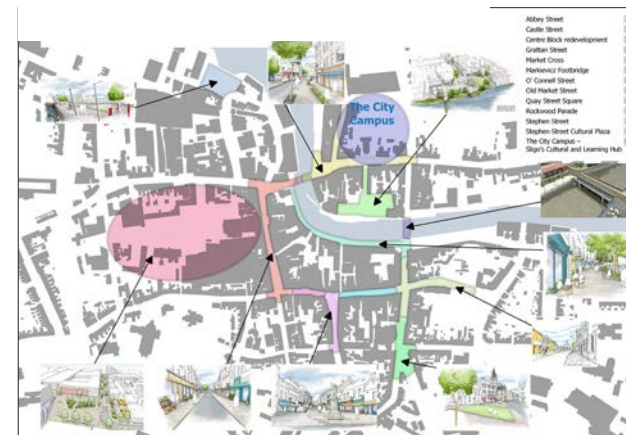 Abbey Street
Castle Street
Centre Block redevelopment
Grattan Street
Market Cross
Markievicz Footbridge
O' Connell Street
Old Market Street
Quay Street Square
Rockwood Parade
Stephen Street
Stephen Street Cultural Plaza
The City Campus –
Sligo's Cultural and Learning Hub
The City
Campus